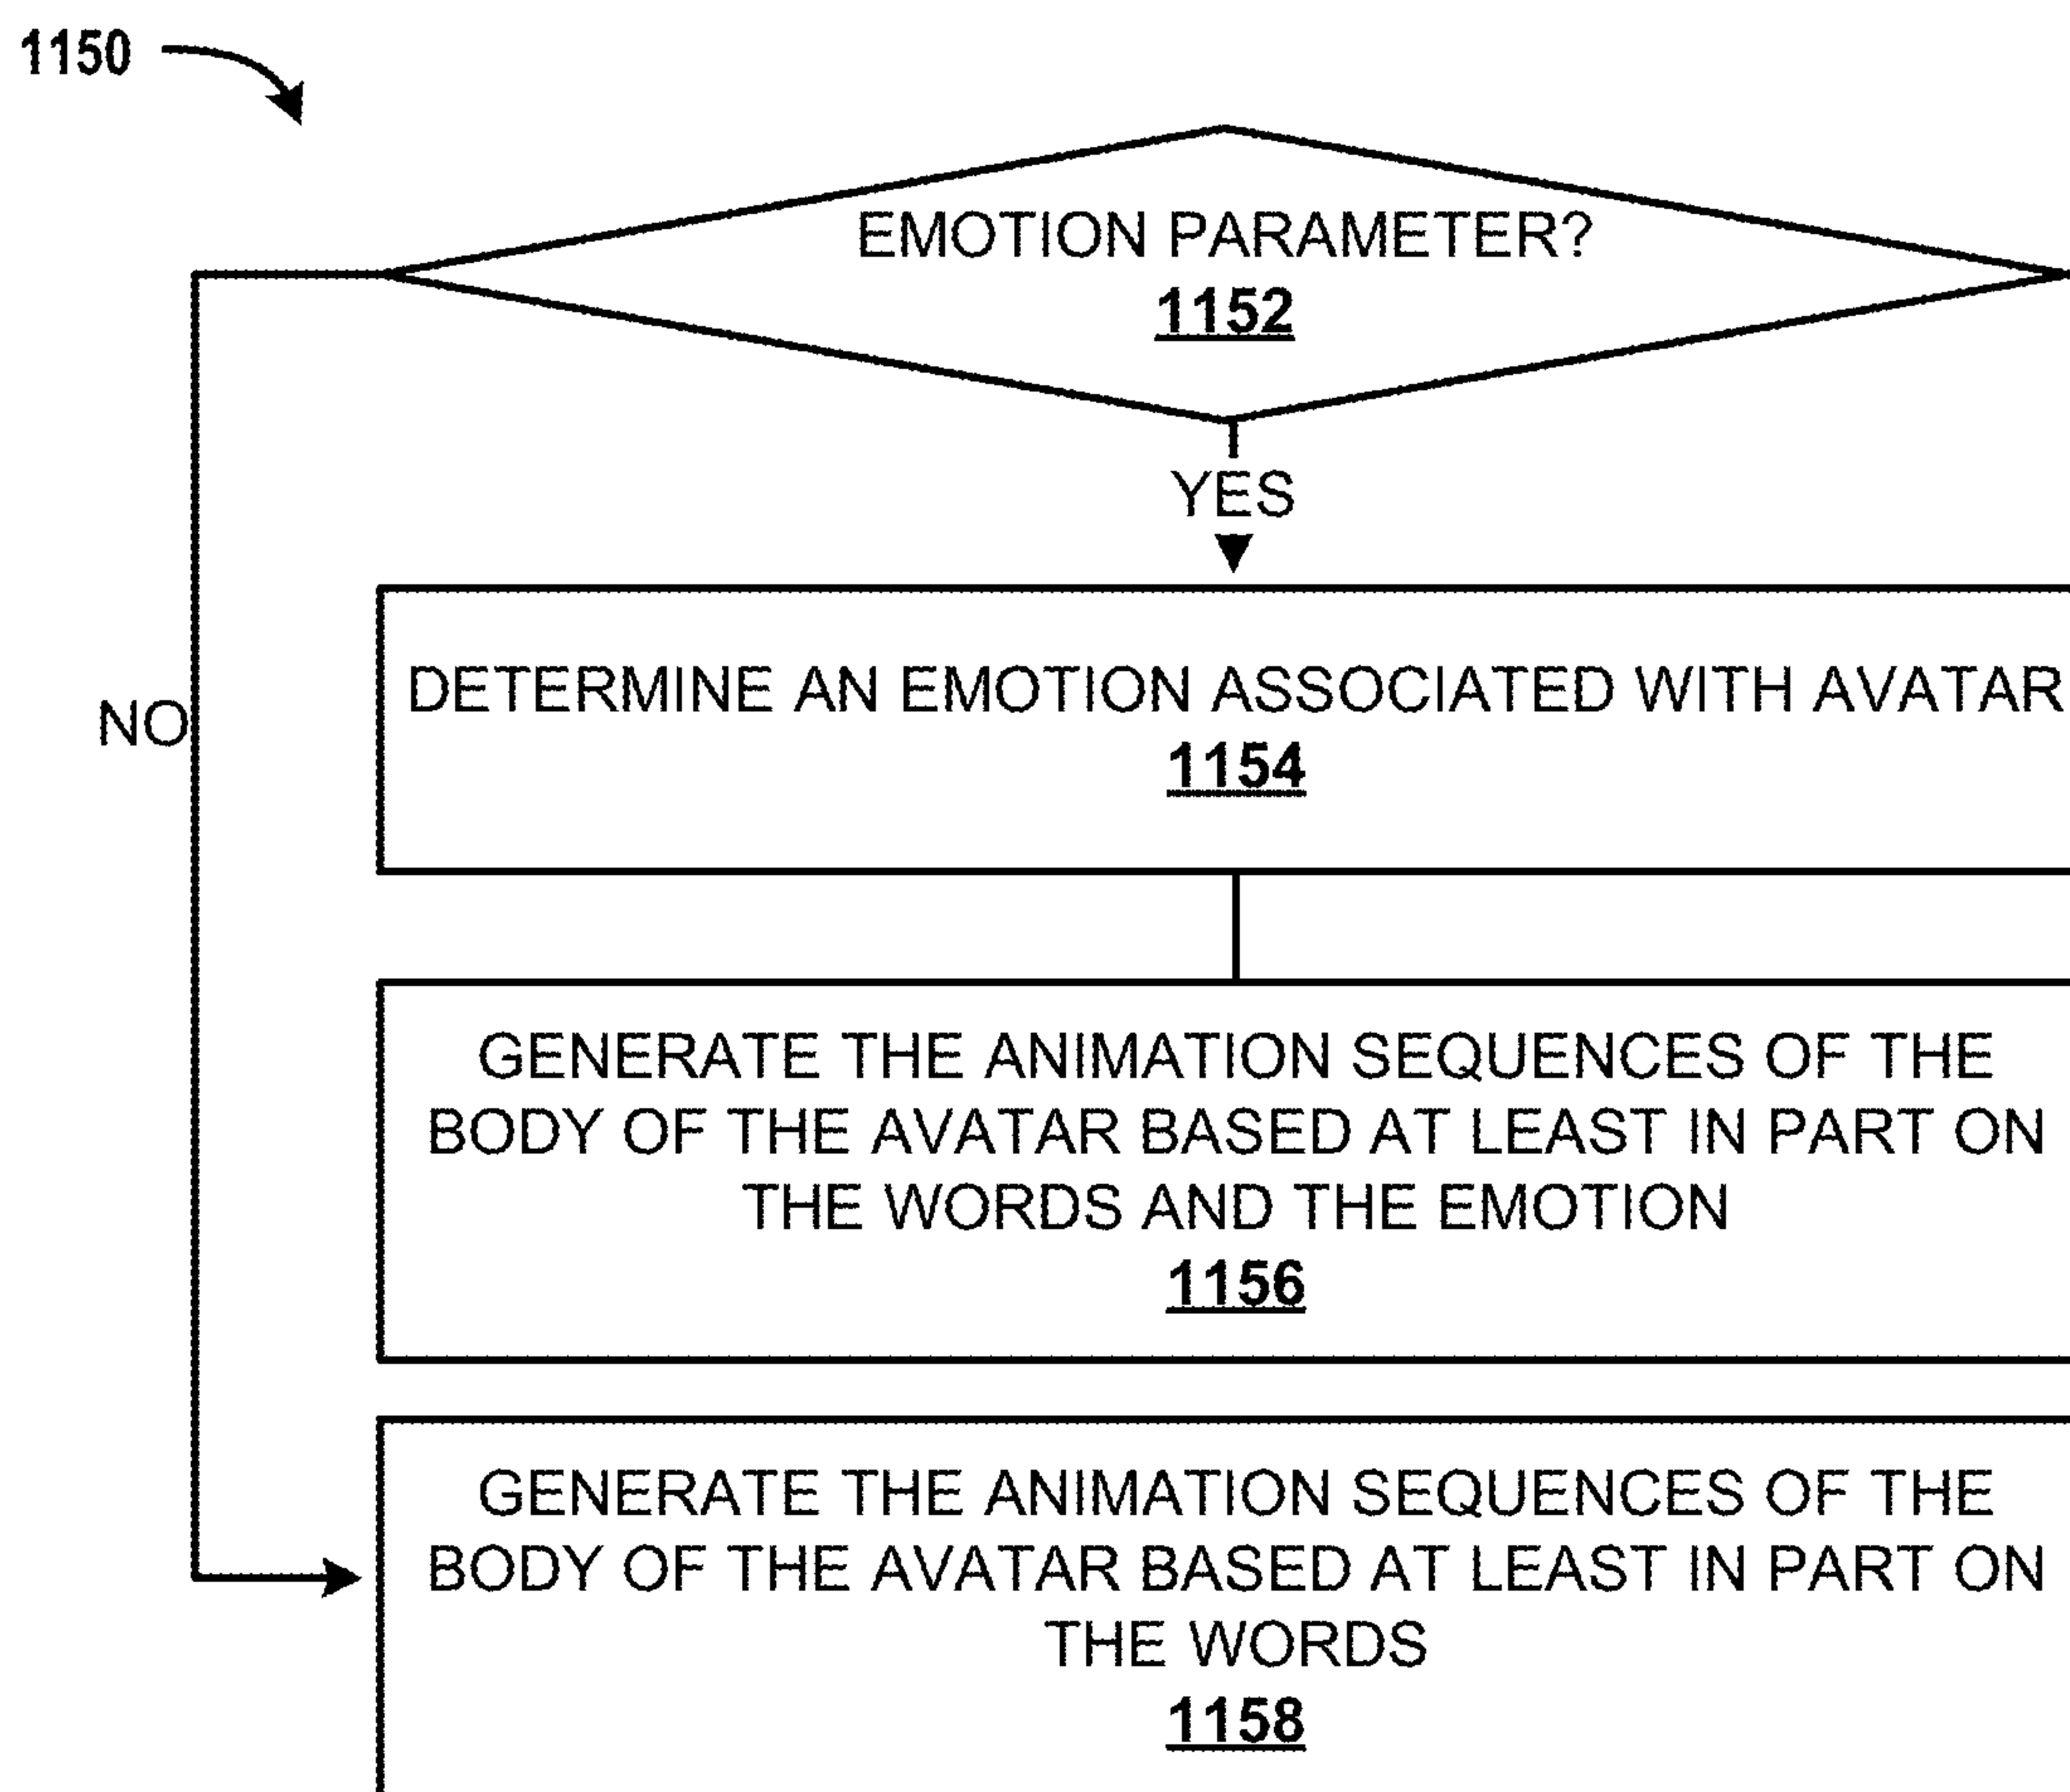 1150
EMOTION PARAMETER?
1152
YES
DETERMINE AN EMOTION ASSOCIATED WITH AVATAR
1154
NO
GENERATE THE ANIMATION SEQUENCES OF THE
BODY OF THE AVATAR BASED AT LEAST IN PART ON
THE WORDS AND THE EMOTION
1156
GENERATE THE ANIMATION SEQUENCES OF THE
BODY OF THE AVATAR BASED AT LEAST IN PART ON
THE WORDS
1158